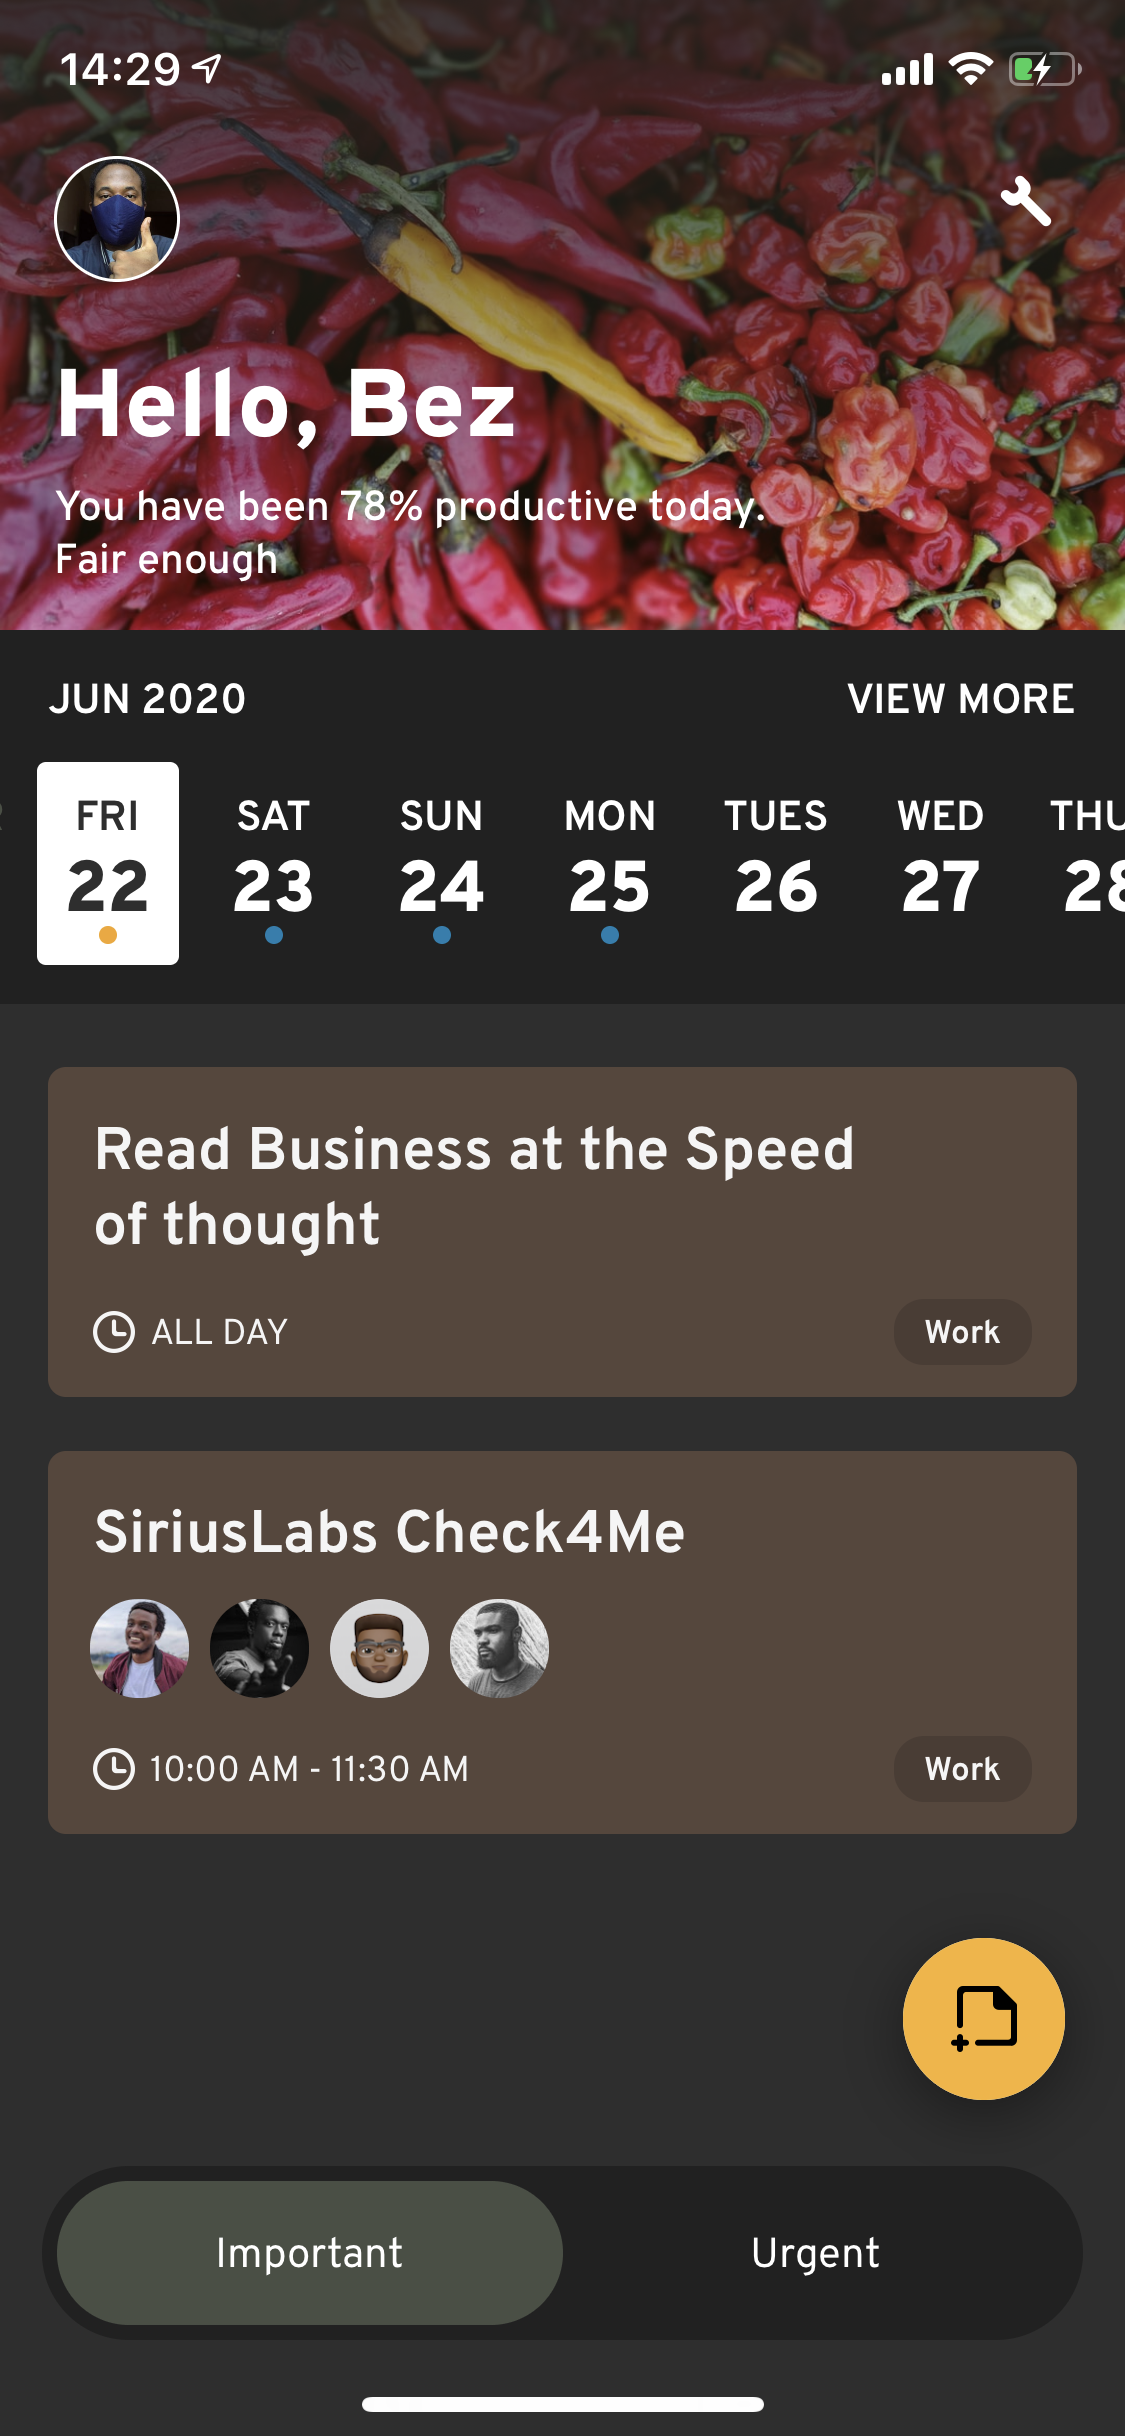 14:29
Hello, Bez
You have been 78% productive today.
Fair enough
JUN 2020 VIEW MORE
FRI SAT SUN MON TUES WED THU
22 23 24 25 26 27 28
Read Business at the Speed
of thought
ALL DAY Work
SiriusLabs Check4Me
10:00 AM - 11:30 AM Work
Important Urgent